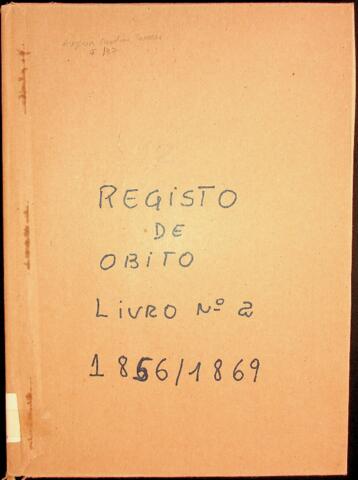 REGISTO
DE
OBITO
LIVRO Nº 2
1856/1869